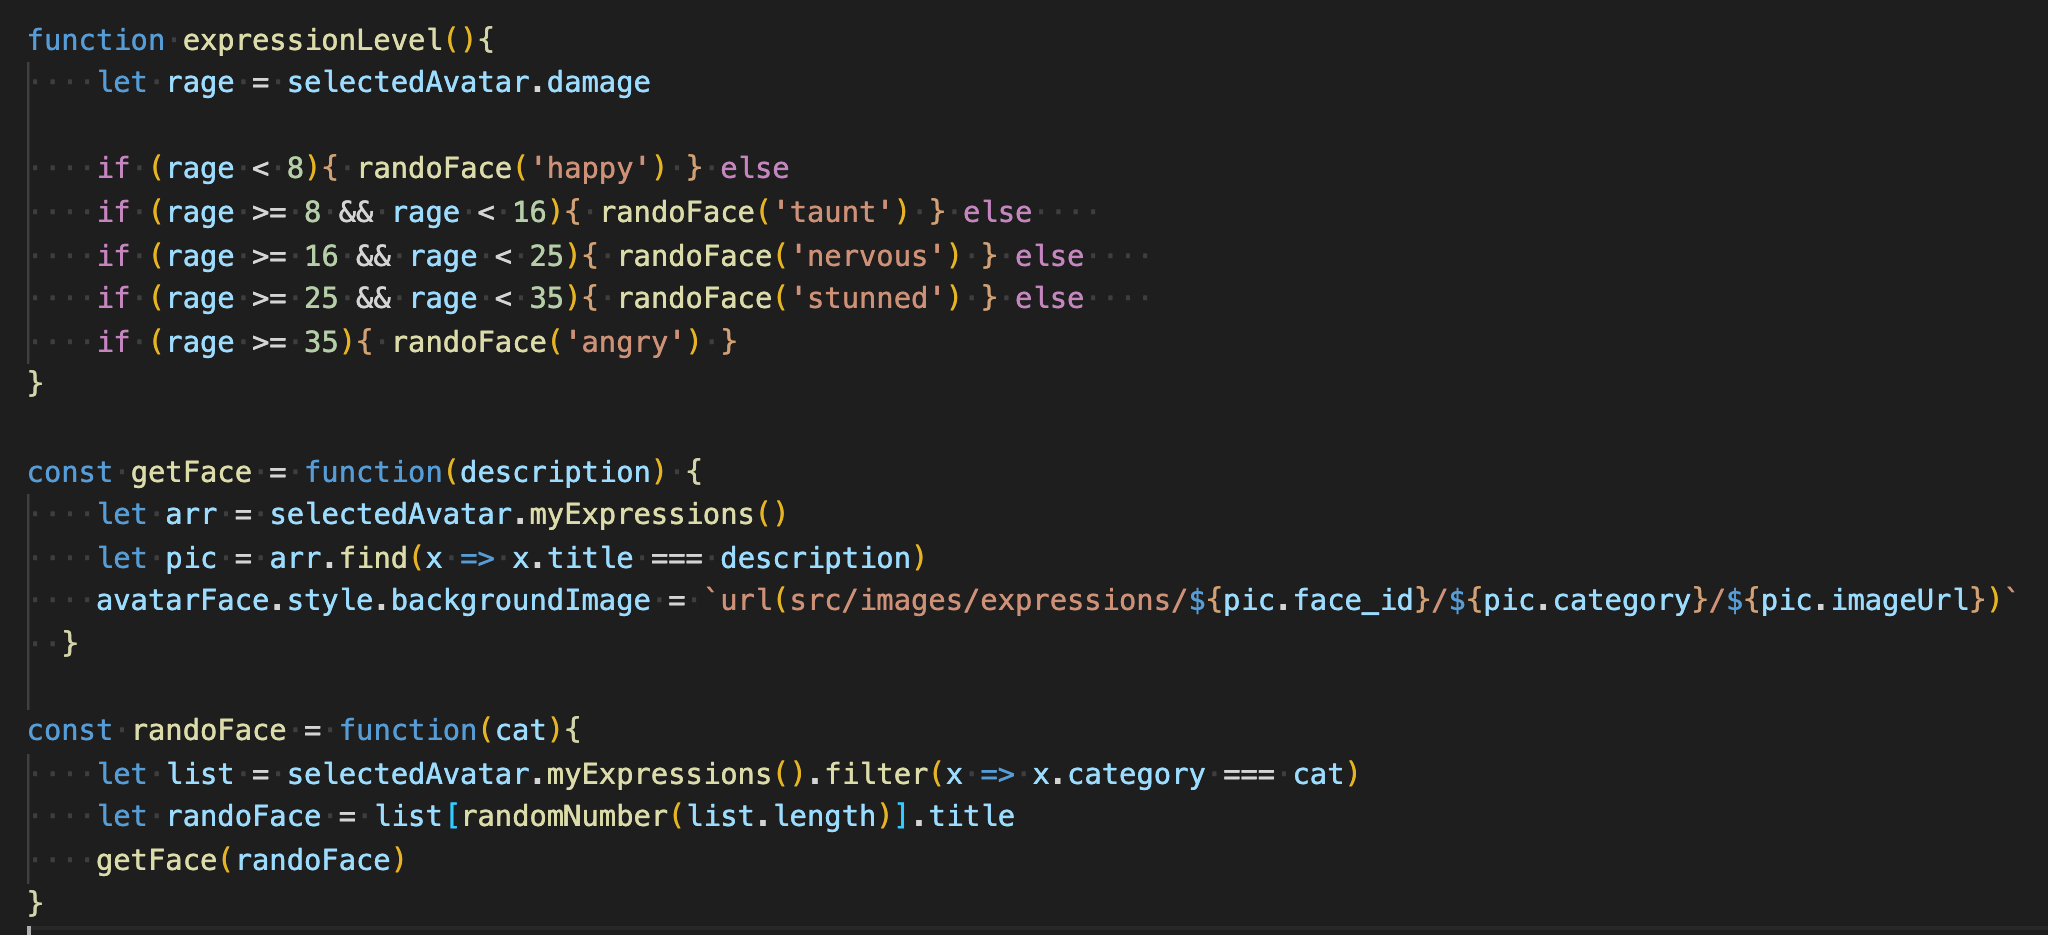 function expressionLevel(){
    let rage = selectedAvatar.damage

    if (rage < 8){ randoFace('happy') } else
    if (rage >= 8 && rage < 16){ randoFace('taunt') } else
    if (rage >= 16 && rage < 25){ randoFace('nervous') } else
    if (rage >= 25 && rage < 35){ randoFace('stunned') } else
    if (rage >= 35){ randoFace('angry') }
}

const getFace = function(description) {
    let arr = selectedAvatar.myExpressions()
    let pic = arr.find(x => x.title === description)
    avatarFace.style.backgroundImage = `url(src/images/expressions/${pic.face_id}/${pic.category}/${pic.imageUrl})`
  }

const randoFace = function(cat){
    let list = selectedAvatar.myExpressions().filter(x => x.category === cat)
    let randoFace = list[randomNumber(list.length)].title
    getFace(randoFace)
}